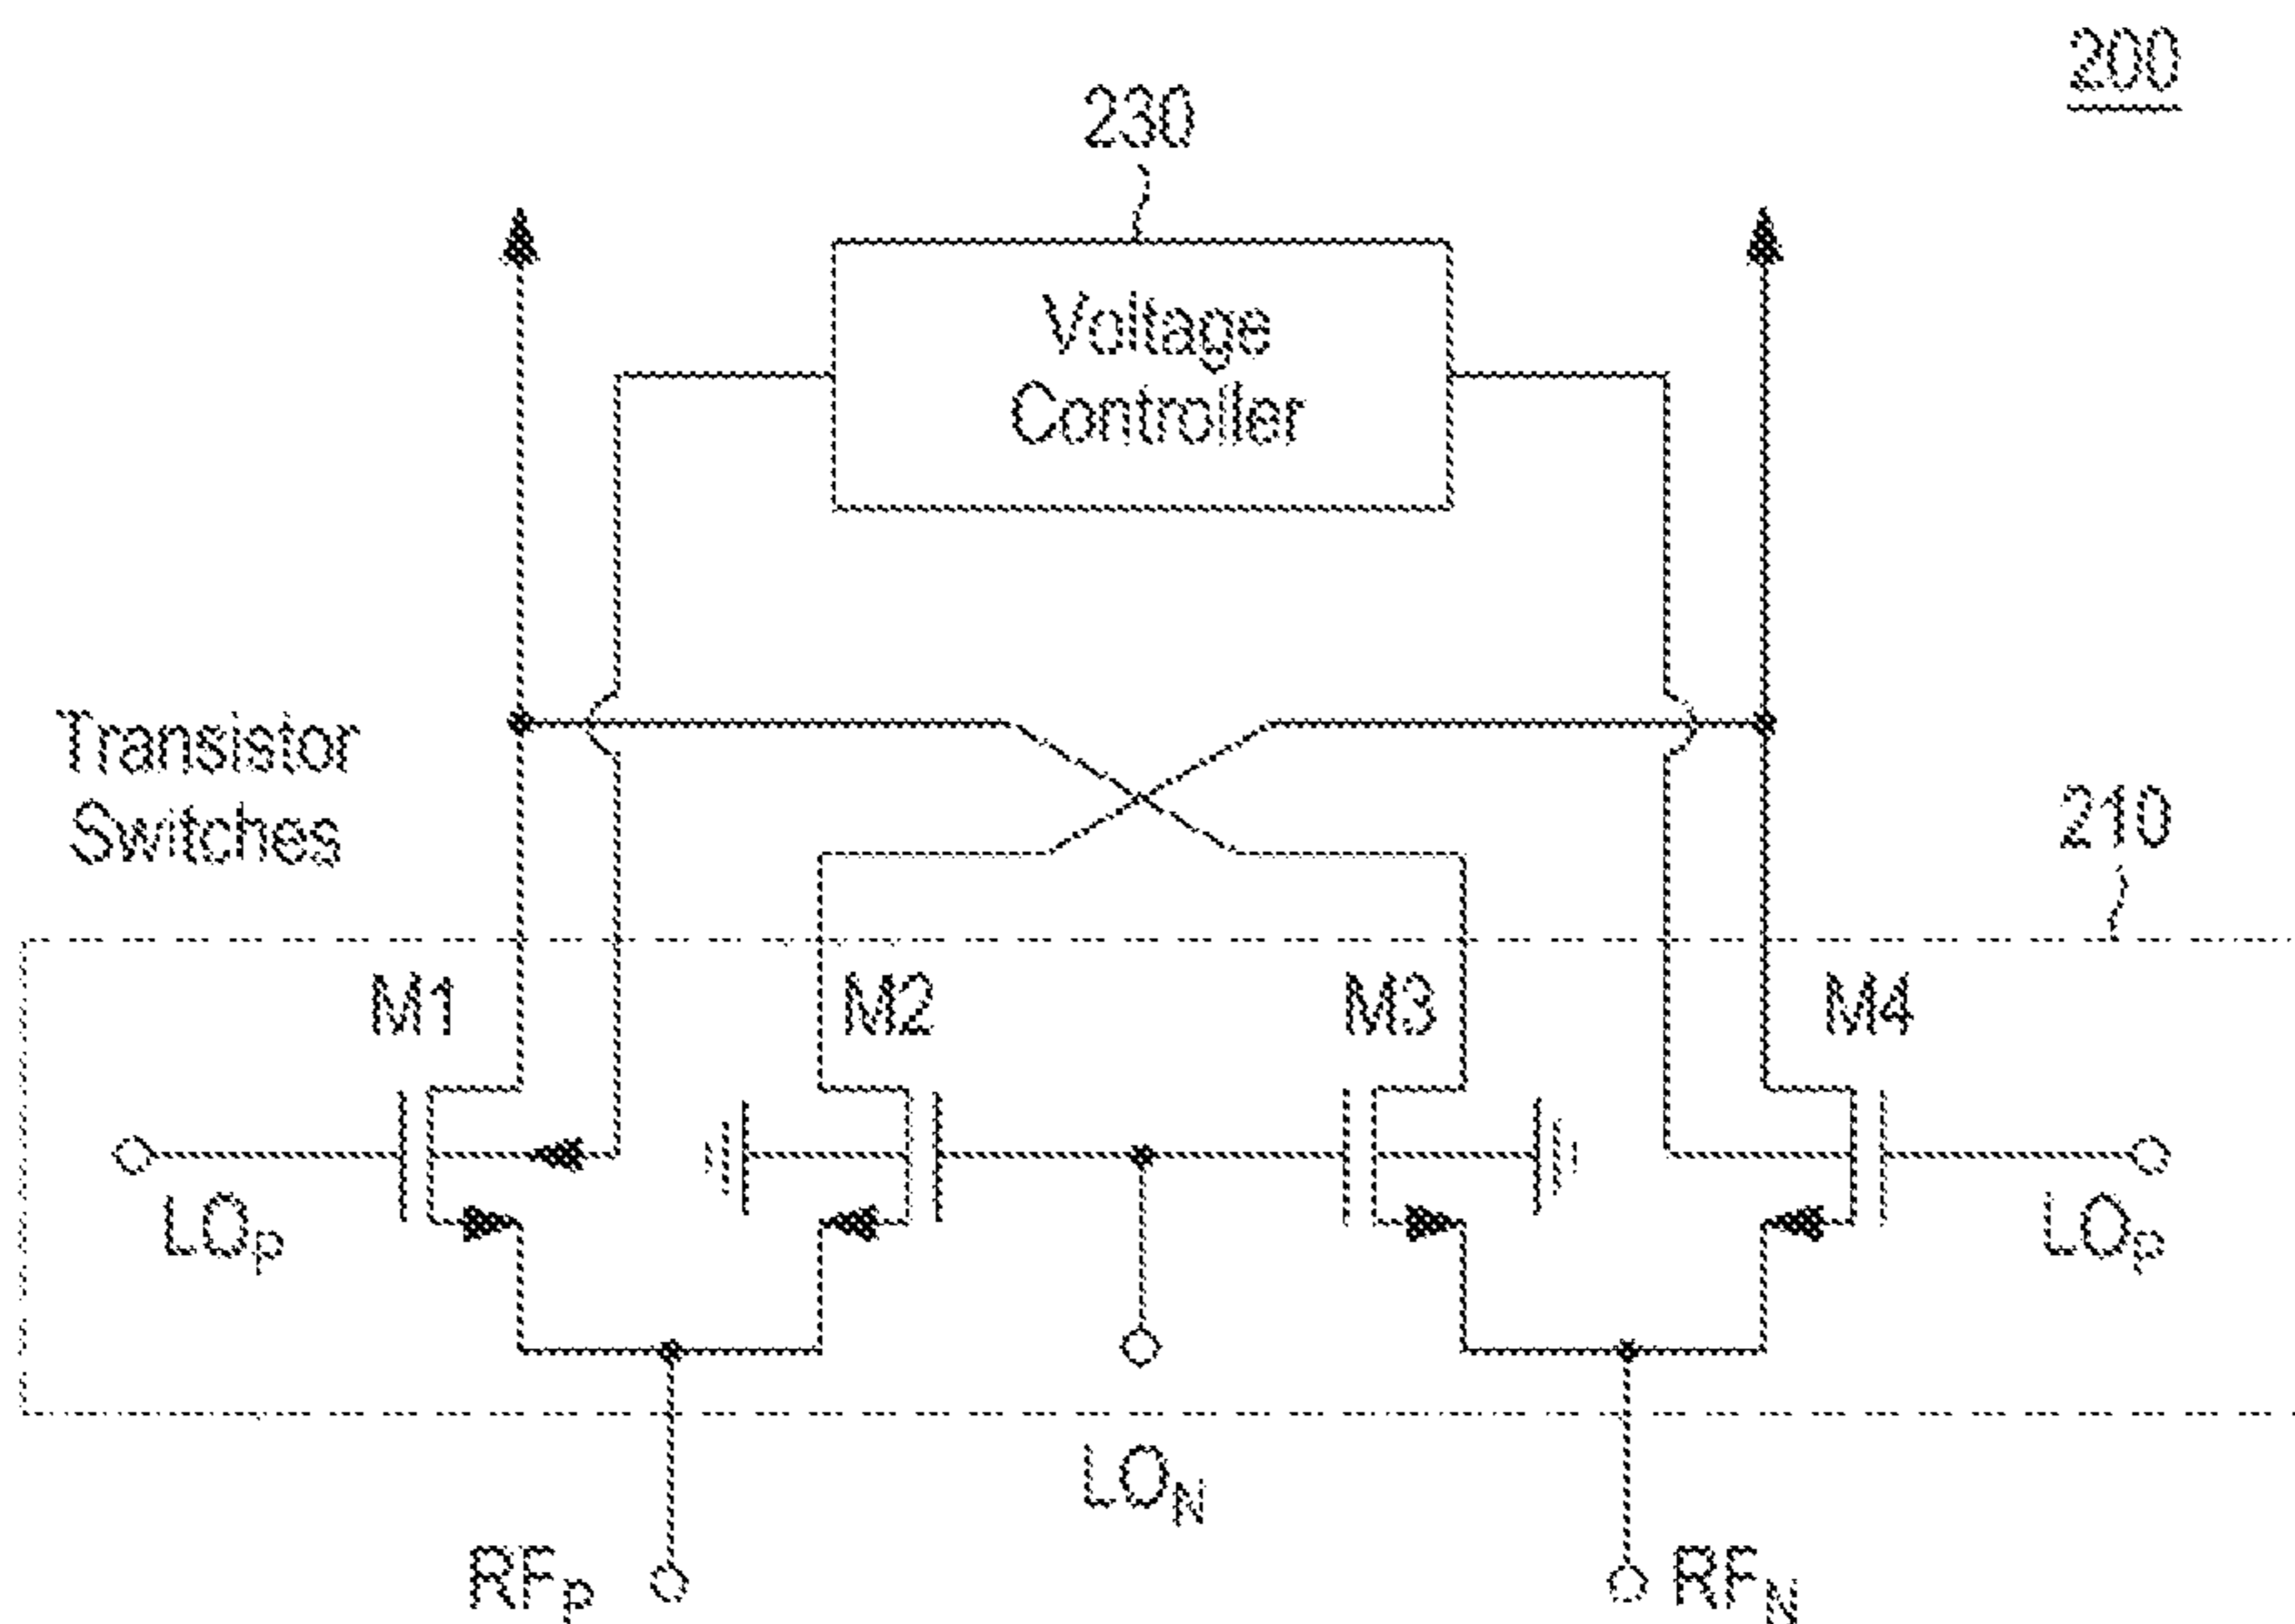 200
230
Voltage
Controller
Transistor
Switches
210
M1 M2 M3 M4
LOP LOP
LON
RFP RFN